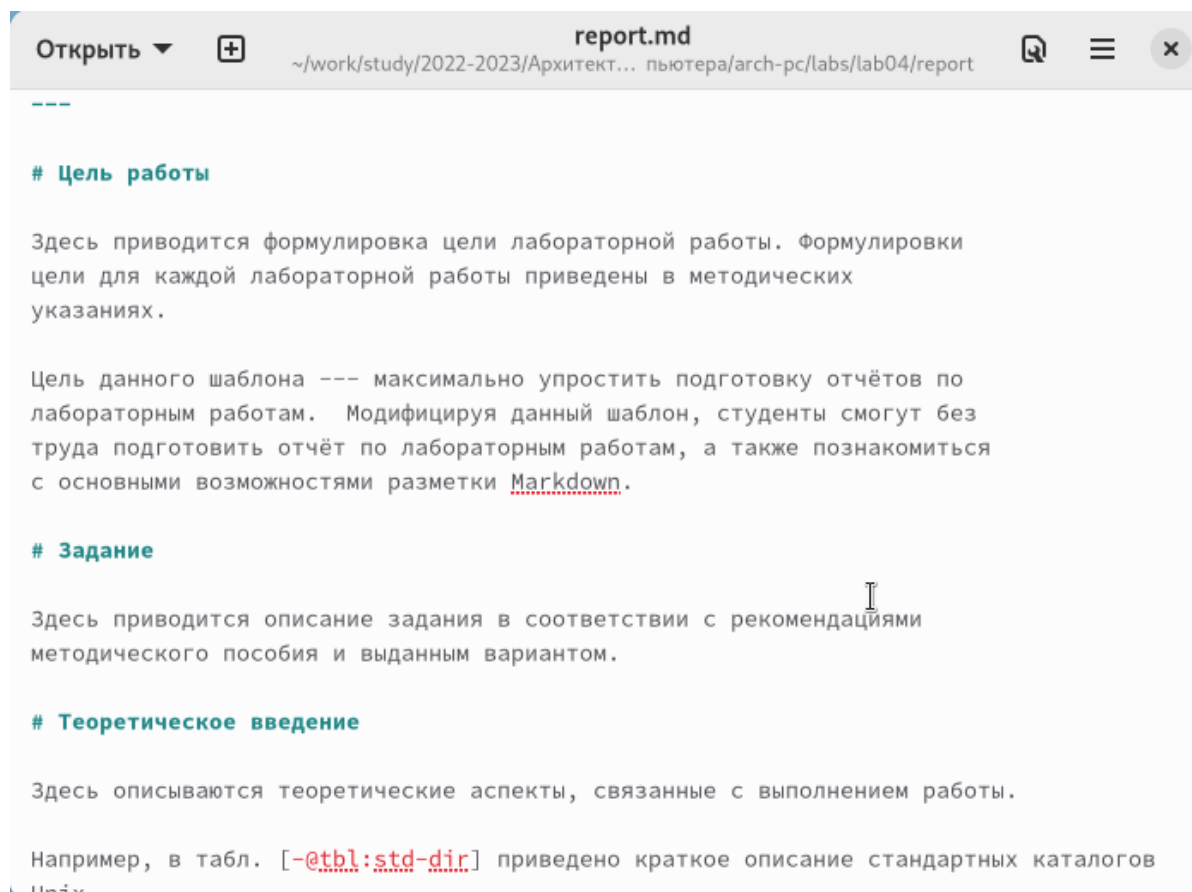 Открыть
report.md
~/work/study/2022-2023/Архитект... пьютера/arch-pc/labs/lab04/report
---
# Цель работы
Здесь приводится формулировка цели лабораторной работы. Формулировки
цели для каждой лабораторной работы приведены в методических
указаниях.
Цель данного шаблона --- максимально упростить подготовку отчётов по
лабораторным работам.  Модифицируя данный шаблон, студенты смогут без
труда подготовить отчёт по лабораторным работам, а также познакомиться
с основными возможностями разметки Markdown.
# Задание
Здесь приводится описание задания в соответствии с рекомендациями
методического пособия и выданным вариантом.
# Теоретическое введение
Здесь описываются теоретические аспекты, связанные с выполнением работы.
Например, в табл. [-@tbl:std-dir] приведено краткое описание стандартных каталогов